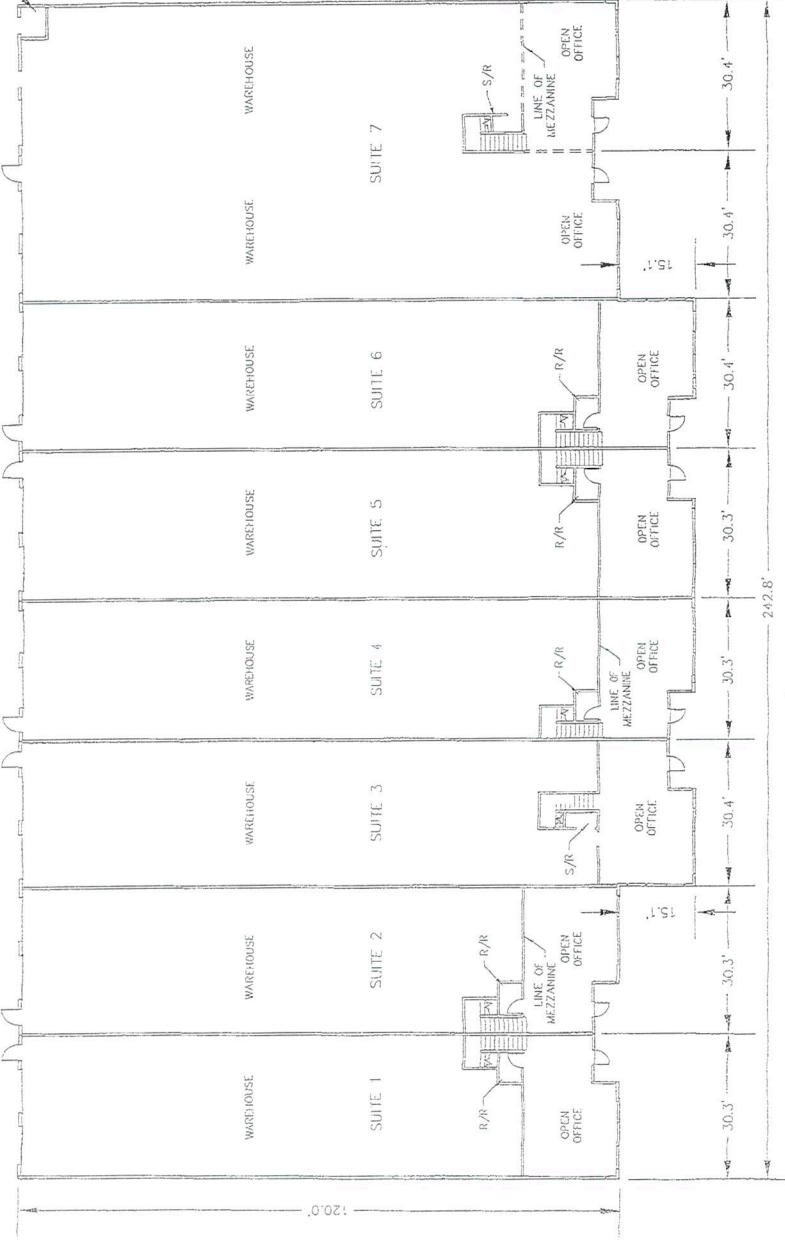 WAREHOUSE
WAREHOUSE
WAREHOUSE
WAREHOUSE
WAREHOUSE
WAREHOUSE
WAREHOUSE
WAREHOUSE
120.0'
SUITE 1
SUITE 2
SUITE 3
SUITE 4
SUITE 5
SUITE 6
SUITE 7
R/R
R/R
S/R
R/R
R/R
R/R
S/R
OPEN
OFFICE
LINE OF
MEZZANINE
OPEN
OFFICE
OPEN
OFFICE
LINE OF
MEZZANINE
OPEN
OFFICE
OPEN
OFFICE
OPEN
OFFICE
OPEN
OFFICE
LINE OF
MEZZANINE
OPEN
OFFICE
15.1'
15.1'
30.3'
30.3'
30.4'
30.3'
30.3'
30.4'
30.4'
30.4'
242.8'